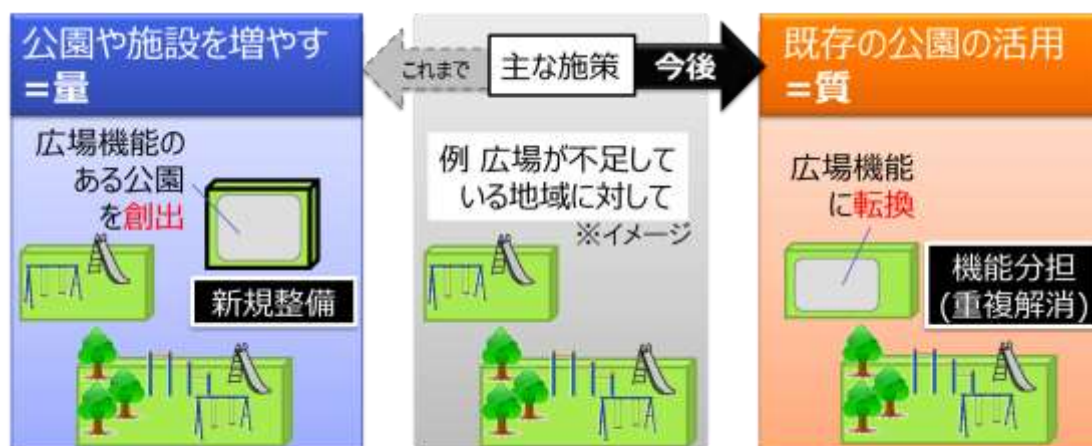 公園や施設を増やす
=量
広場機能の
ある公園
を創出
新規整備
これまで
主な施策
今後
例 広場が不足して
いる地域に対して
※イメージ
既存の公園の活用
=質
広場機能
に転換
機能分担
(重複解消)